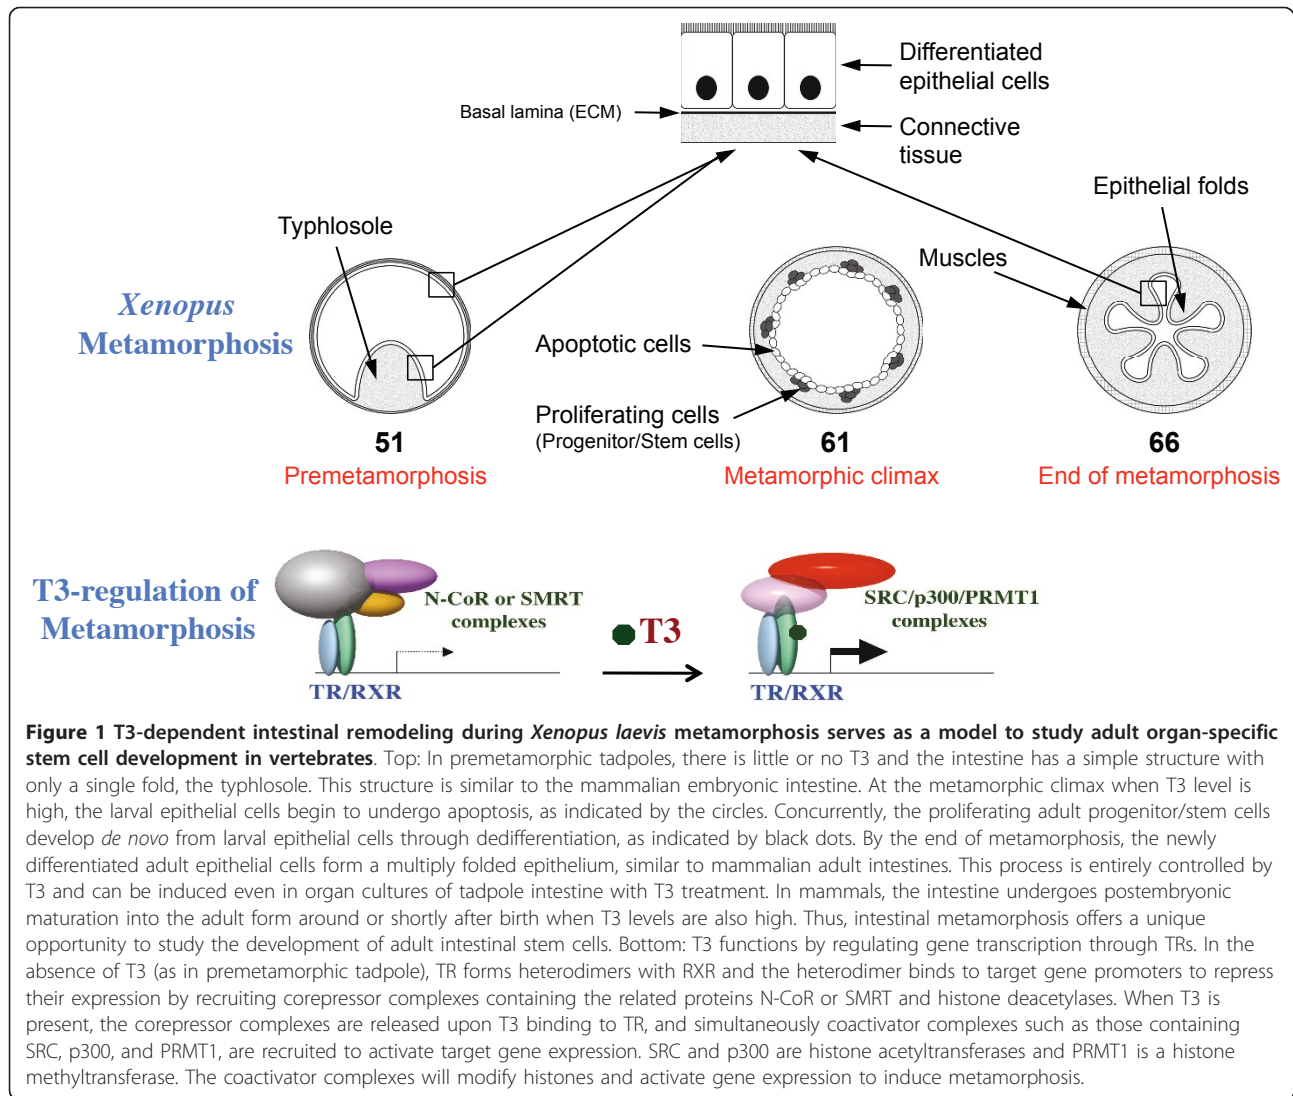 Differentiated
epithelial cells
Basal lamina (ECM)
Connective
tissue
Epithelial folds
Typhlosole
Muscles
Xenopus
Metamorphosis
Apoptotic cells
Proliferating cells
(Progenitor/Stem cells)
51
61
66
Premetamorphosis
Metamorphic climax
End of metamorphosis
T3-regulation of
Metamorphosis
N-CoR or SMRT
complexes
T3
SRC/p300/PRMT1
complexes
TR/RXR
TR/RXR
Figure 1 T3-dependent intestinal remodeling during Xenopus laevis metamorphosis serves as a model to study adult organ-specific
stem cell development in vertebrates. Top: In premetamorphic tadpoles, there is little or no T3 and the intestine has a simple structure with
only a single fold, the typhlosole. This structure is similar to the mammalian embryonic intestine. At the metamorphic climax when T3 level is
high, the larval epithelial cells begin to undergo apoptosis, as indicated by the circles. Concurrently, the proliferating adult progenitor/stem cells
develop de novo from larval epithelial cells through dedifferentiation, as indicated by black dots. By the end of metamorphosis, the newly
differentiated adult epithelial cells form a multiply folded epithelium, similar to mammalian adult intestines. This process is entirely controlled by
T3 and can be induced even in organ cultures of tadpole intestine with T3 treatment. In mammals, the intestine undergoes postembryonic
maturation into the adult form around or shortly after birth when T3 levels are also high. Thus, intestinal metamorphosis offers a unique
opportunity to study the development of adult intestinal stem cells. Bottom: T3 functions by regulating gene transcription through TRs. In the
absence of T3 (as in premetamorphic tadpole), TR forms heterodimers with RXR and the heterodimer binds to target gene promoters to repress
their expression by recruiting corepressor complexes containing the related proteins N-CoR or SMRT and histone deacetylases. When T3 is
present, the corepressor complexes are released upon T3 binding to TR, and simultaneously coactivator complexes such as those containing
SRC, p300, and PRMT1, are recruited to activate target gene expression. SRC and p300 are histone acetyltransferases and PRMT1 is a histone
methyltransferase. The coactivator complexes will modify histones and activate gene expression to induce metamorphosis.